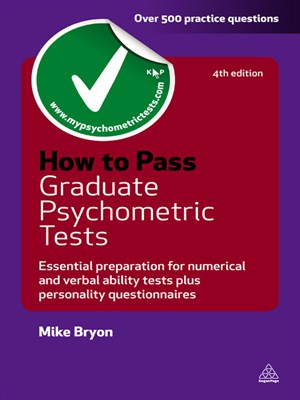 Over 500 practice questions
K P
www.mypsychometrictests.com
4th edition
How to Pass
Graduate
Psychometric
Tests
Essential preparation for numerical
and verbal ability tests plus
personality questionnaires
Mike Bryon
KoganPage